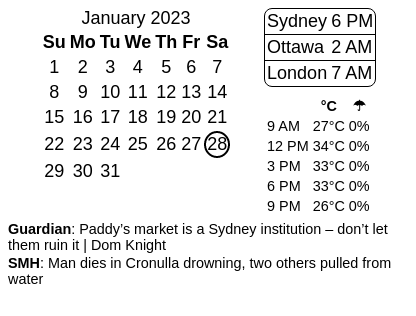 January 2023
Su Mo Tu We Th Fr Sa
1 2 3 4 5 6 7
8 9 10 11 12 13 14
15 16 17 18 19 20 21
22 23 24 25 26 27 28
29 30 31
Sydney 6 PM
Ottawa 2 AM
London 7 AM
°C ☂
9 AM 27°C 0%
12 PM 34°C 0%
3 PM 33°C 0%
6 PM 33°C 0%
9 PM 26°C 0%
Guardian: Paddy’s market is a Sydney institution – don’t let
them ruin it | Dom Knight
SMH: Man dies in Cronulla drowning, two others pulled from
water